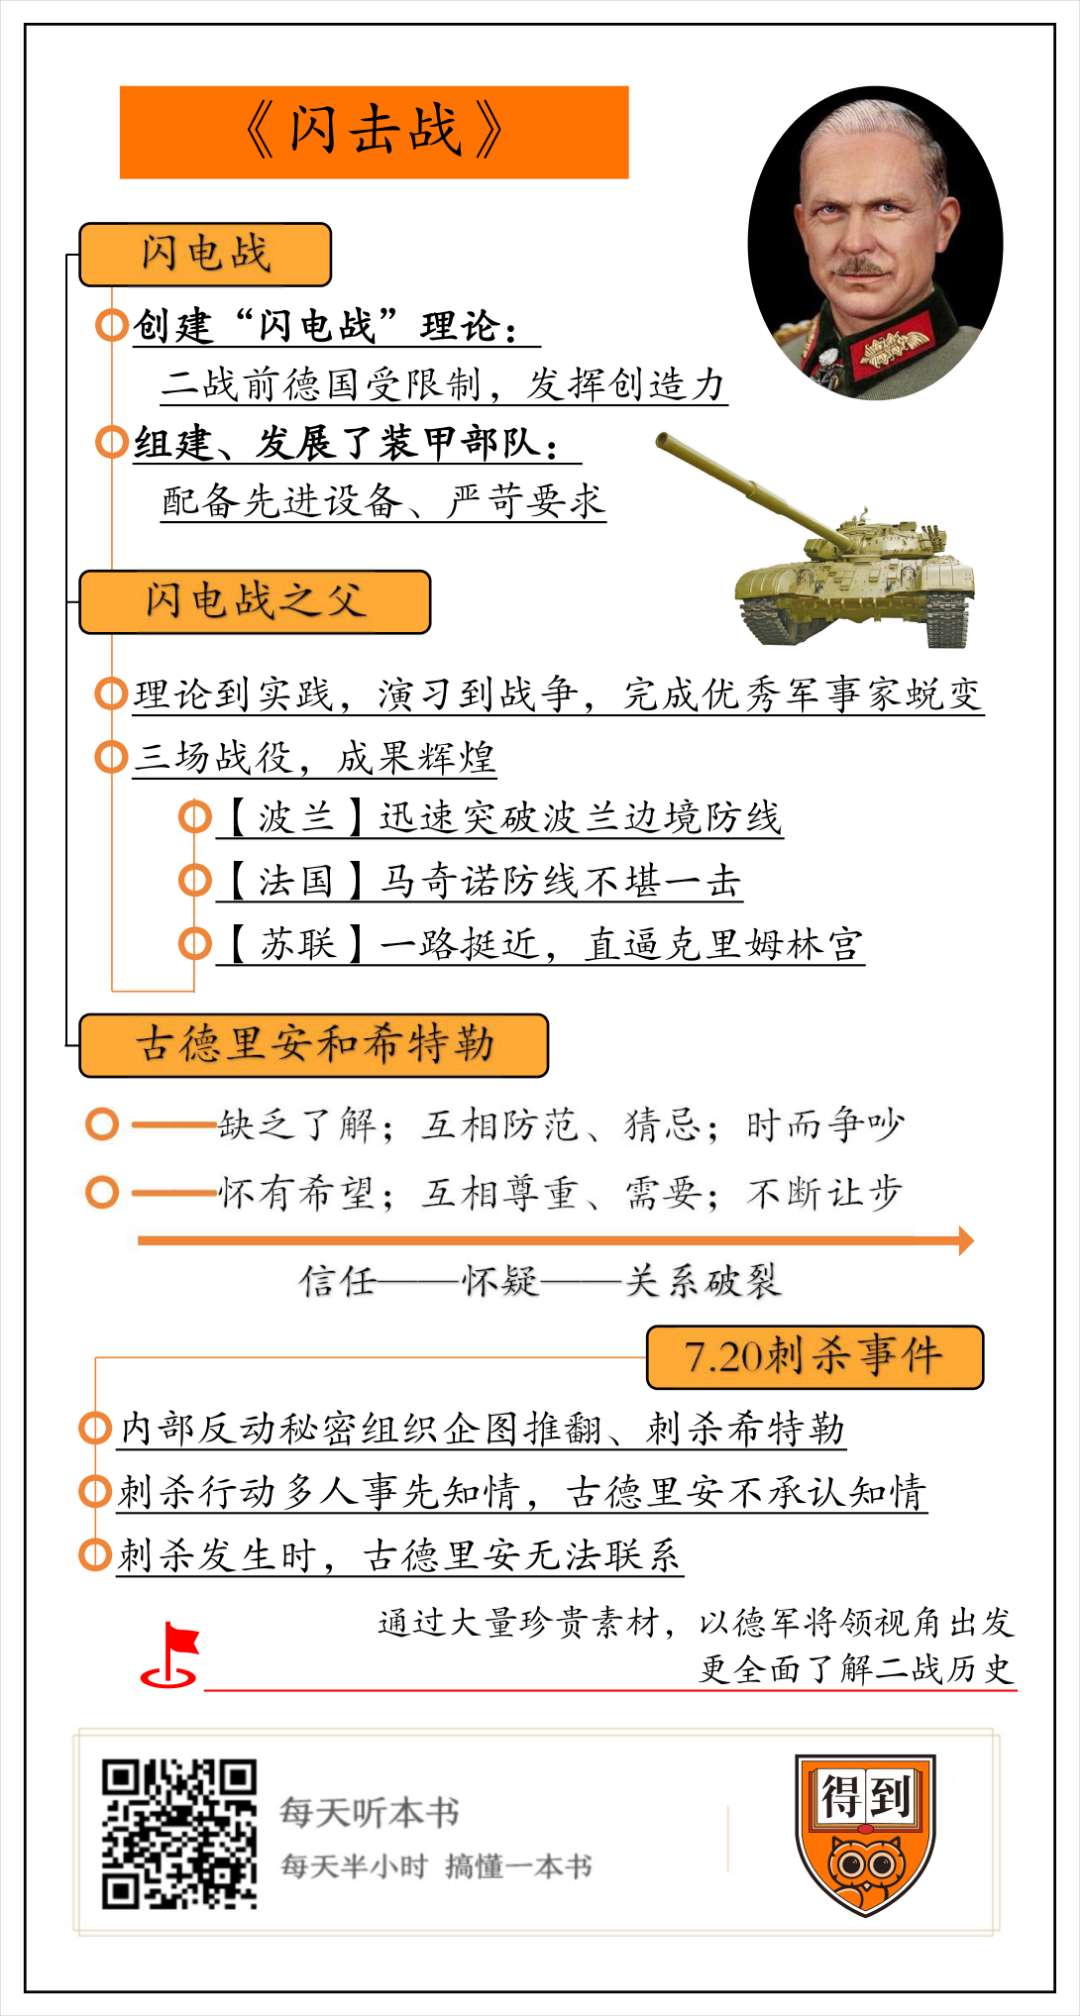 《闪击战》
闪电战
创建“闪电战”理论：
二战前德国受限制，发挥创造力
组建、发展了装甲部队：
配备先进设备、严苛要求
闪电战之父
理论到实践，演习到战争，完成优秀军事家蜕变
三场战役，成果辉煌
【波兰】迅速突破波兰边境防线
【法国】马奇诺防线不堪一击
【苏联】一路挺近，直逼克里姆林宫
古德里安和希特勒
缺乏了解；互相防范、猜忌；时而争吵
怀有希望；互相尊重、需要；不断让步
信任——怀疑——关系破裂
7.20刺杀事件
内部反动秘密组织企图推翻、刺杀希特勒
刺杀行动多人事先知情，古德里安不承认知情
刺杀发生时，古德里安无法联系
通过大量珍贵素材，以德军将领视角出发
更全面了解二战历史
每天听本书
每天半小时 搞懂一本书
得到